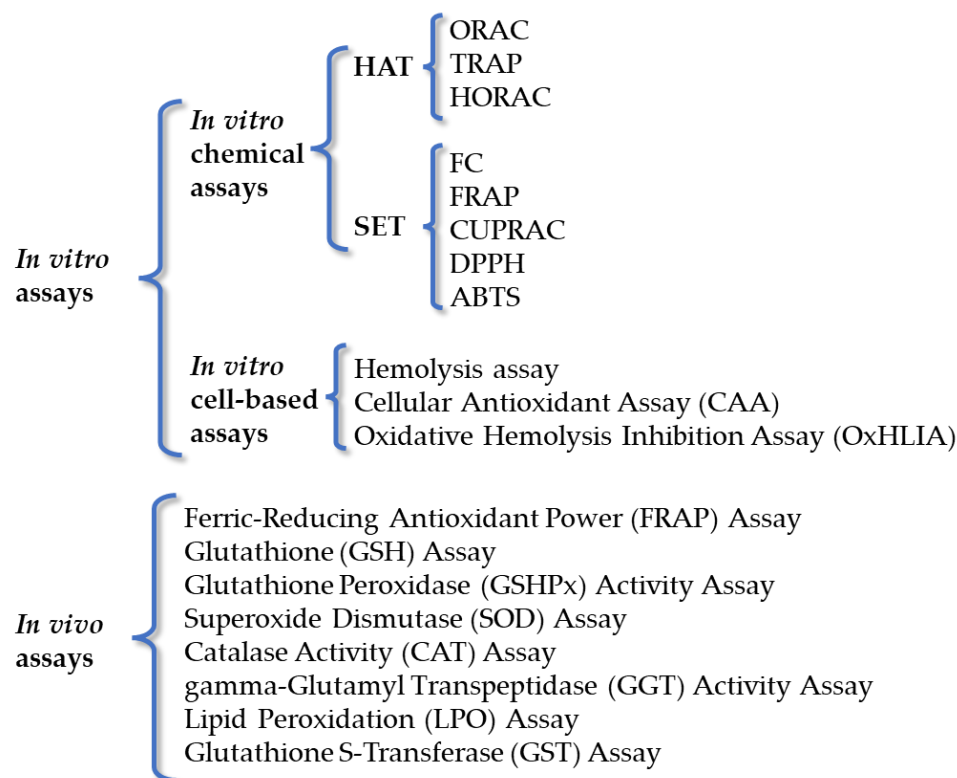 In vitro
assays
In vitro
chemical
assays
HAT
ORAC
TRAP
HORAC
SET
FC
FRAP
CUPRAC
DPPH
ABTS
In vitro
cell-based
assays
Hemolysis assay
Cellular Antioxidant Assay (CAA)
Oxidative Hemolysis Inhibition Assay (OxHLIA)
In vivo
assays
Ferric-Reducing Antioxidant Power (FRAP) Assay
Glutathione (GSH) Assay
Glutathione Peroxidase (GSHPx) Activity Assay
Superoxide Dismutase (SOD) Assay
Catalase Activity (CAT) Assay
gamma-Glutamyl Transpeptidase (GGT) Activity Assay
Lipid Peroxidation (LPO) Assay
Glutathione S-Transferase (GST) Assay